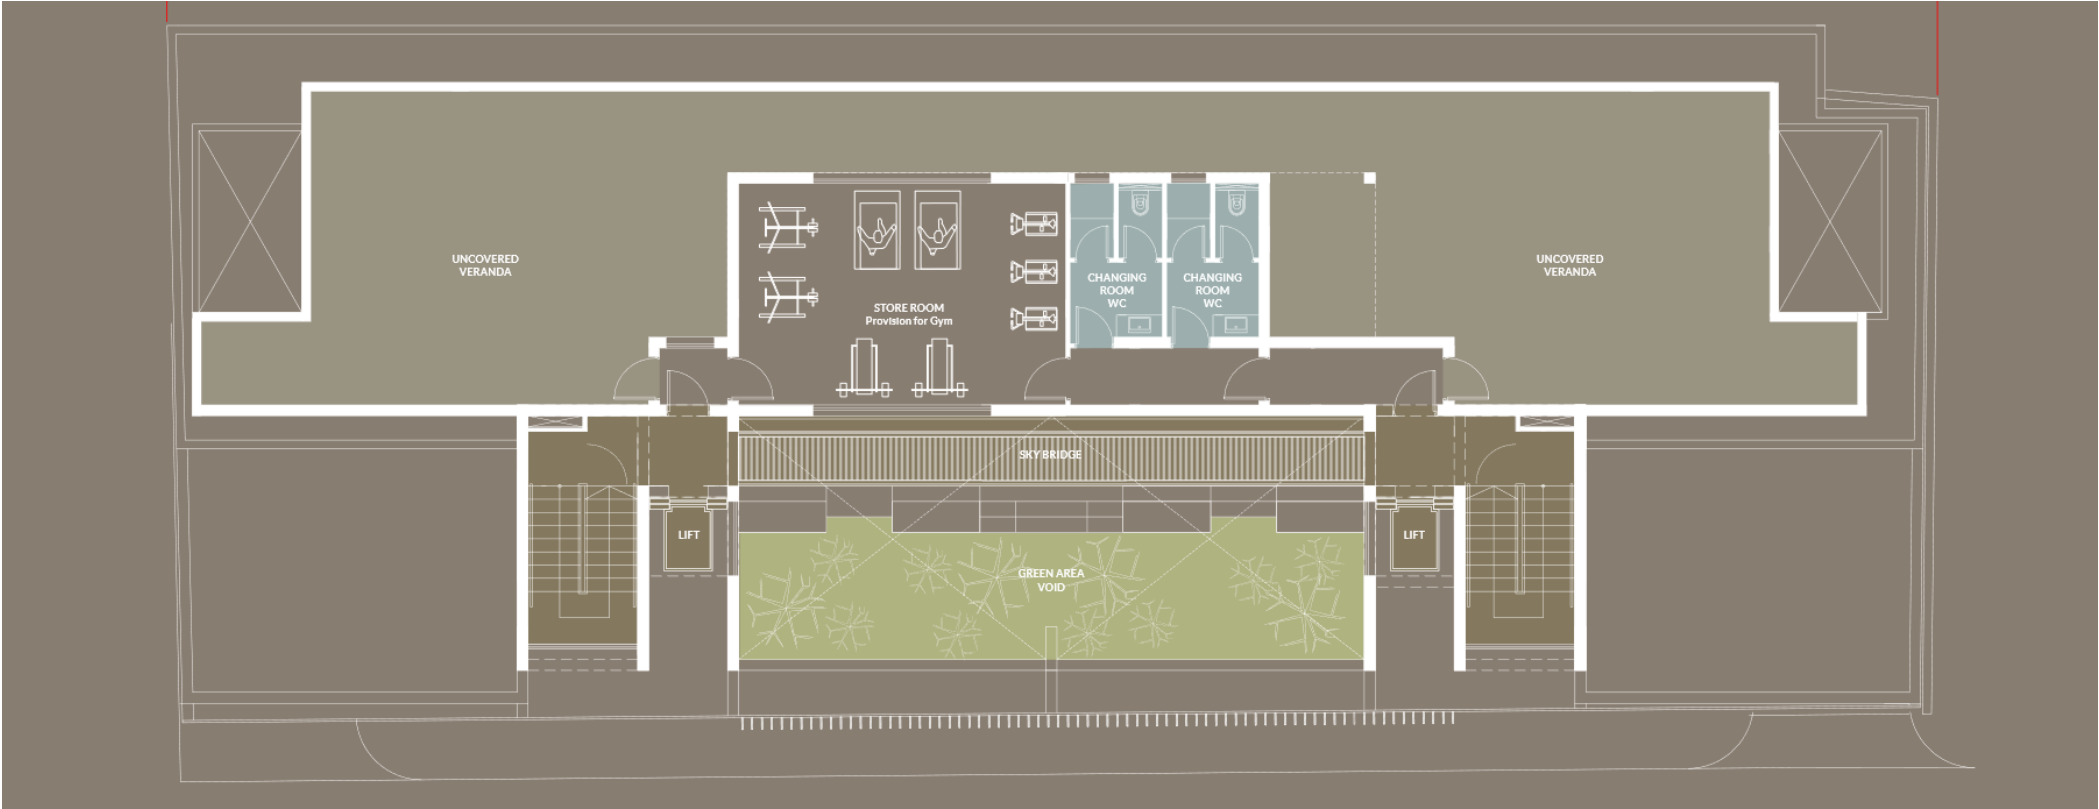 UNCOVERED
VERANDA
STORE ROOM
Provision for Gym
CHANGING
ROOM
WC
CHANGING
ROOM
WC
UNCOVERED
VERANDA
SKY BRIDGE
LIFT
LIFT
GREEN AREA
VOID